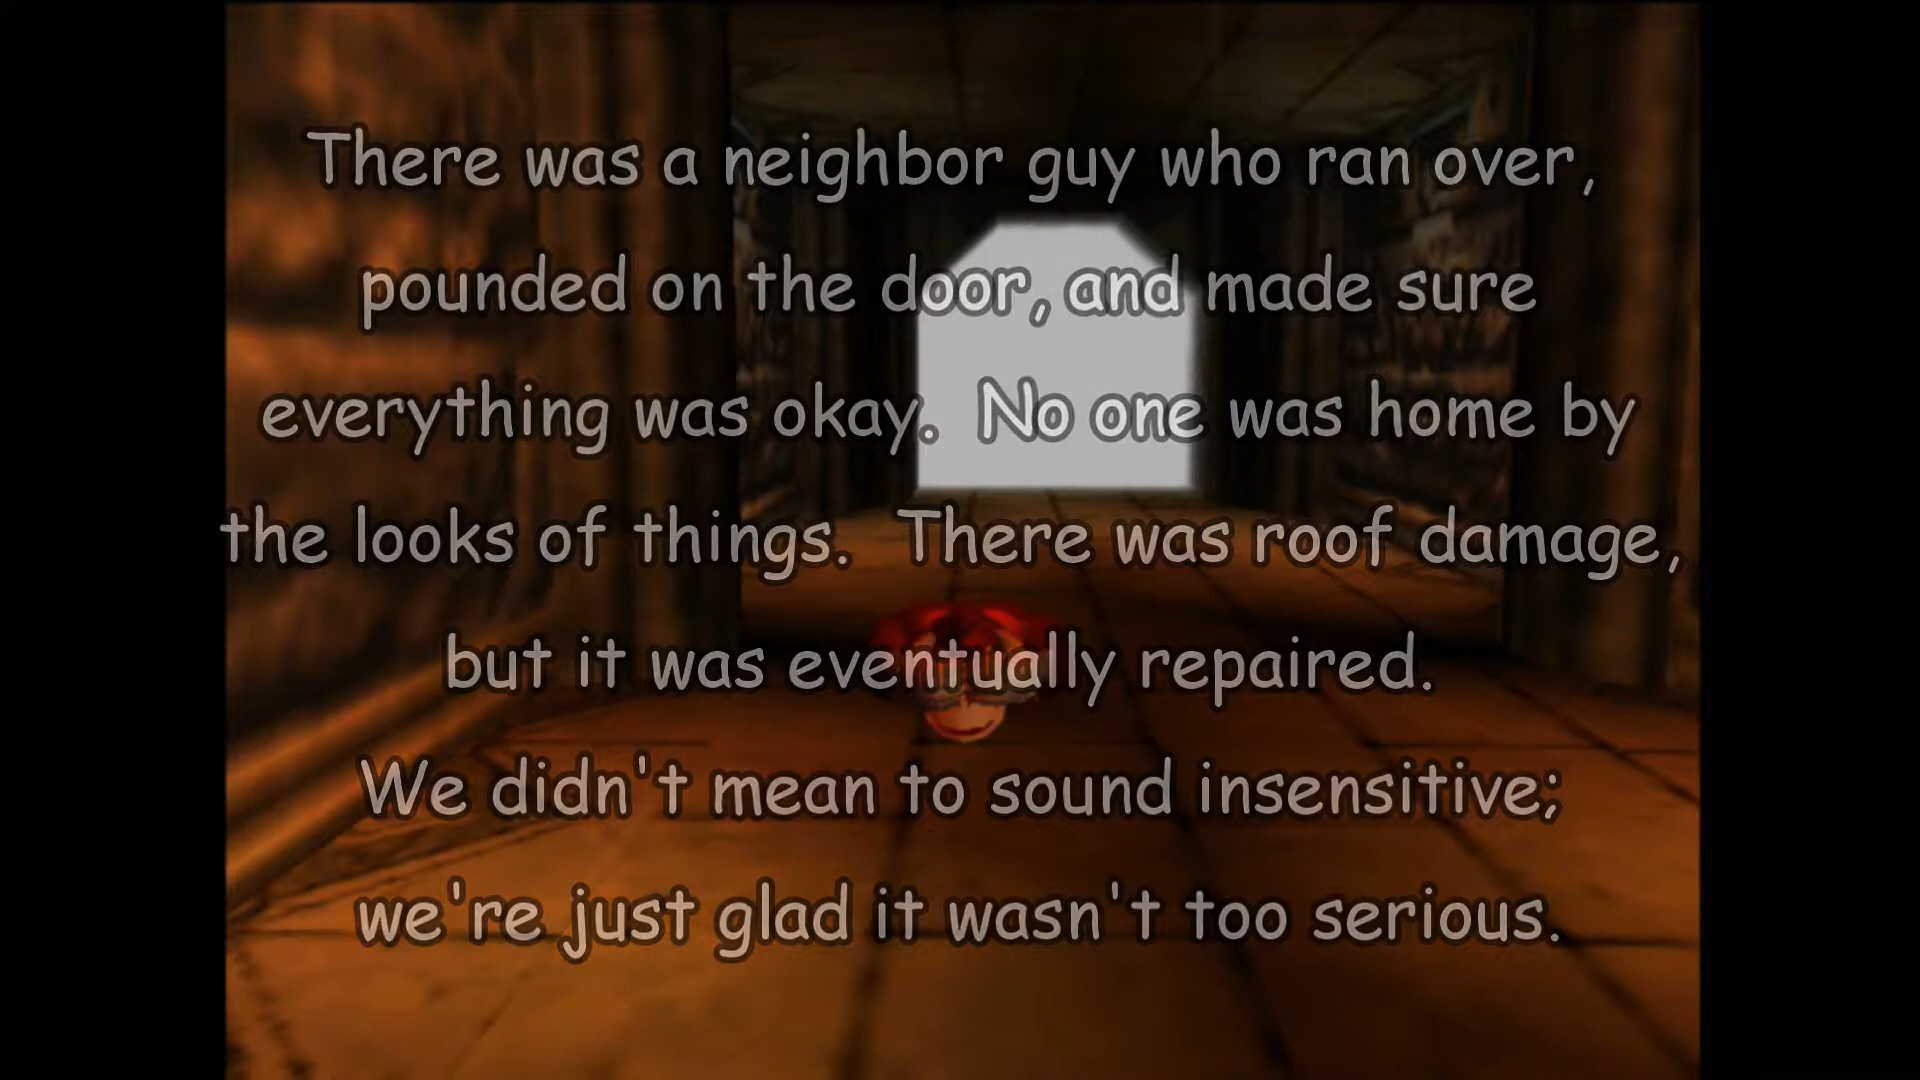 There was a neighbor guy who ran over,
pounded on the door, and made sure
everything was okay.  No one was home by
the looks of things.  There was roof damage,
but it was eventually repaired.
We didn't mean to sound insensitive;
we're just glad it wasn't too serious.